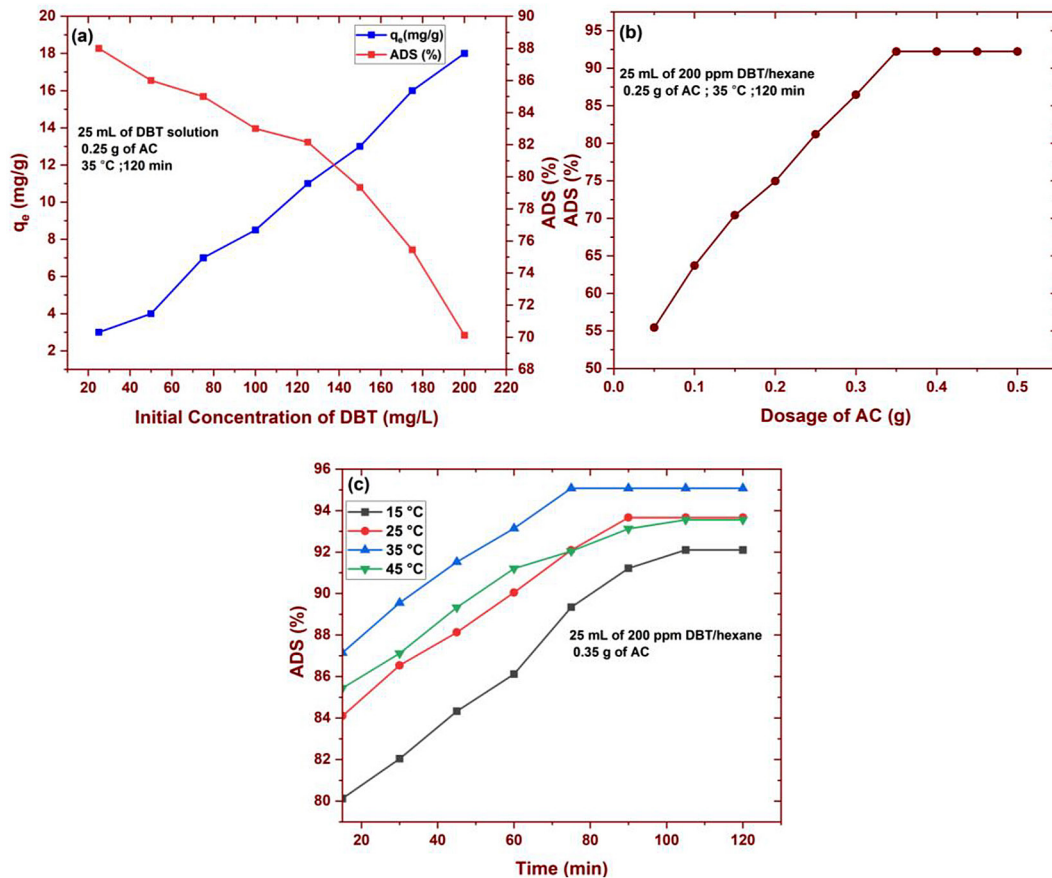 (a)
qe(mg/g)
ADS (%)
25 mL of DBT solution
0.25 g of AC
35 °C ;120 min
qe (mg/g)
20
18
16
14
12
10
8
6
4
2
90
88
86
84
82
80
78
76
74
72
70
68
ADS (%)
20 40 60 80 100 120 140 160 180 200 220
Initial Concentration of DBT (mg/L)
(b)
25 mL of 200 ppm DBT/hexane
0.25 g of AC ; 35 °C ;120 min
ADS (%)
95
90
85
80
75
70
65
60
55
50
0.0 0.1 0.2 0.3 0.4 0.5
Dosage of AC (g)
(c)
15 °C
25 °C
35 °C
45 °C
25 mL of 200 ppm DBT/hexane
0.35 g of AC
ADS (%)
96
94
92
90
88
86
84
82
80
20 40 60 80 100 120
Time (min)